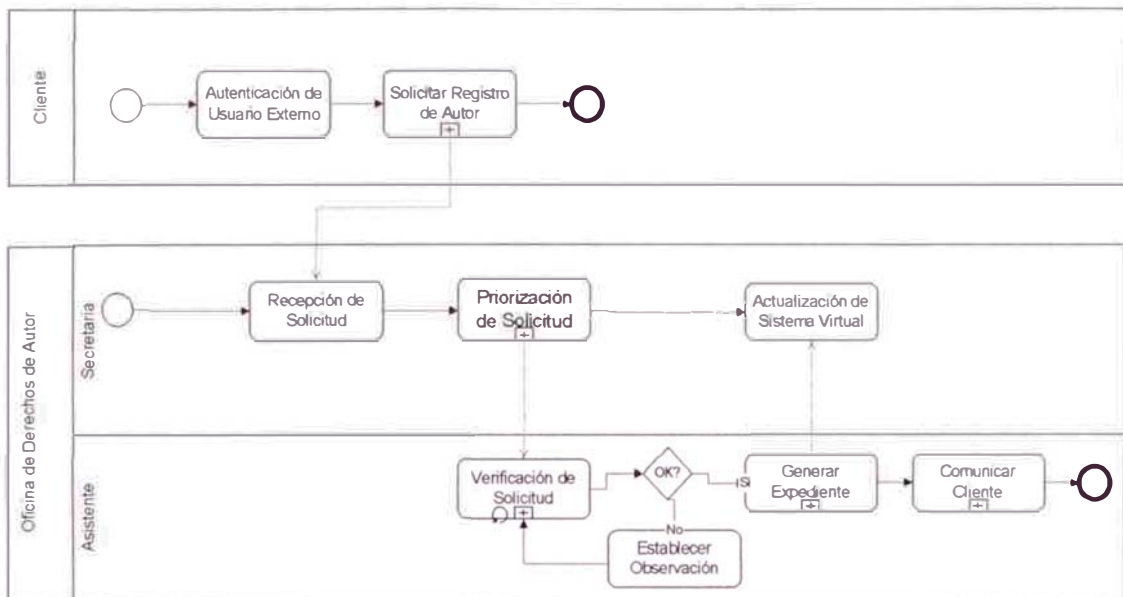 Cliente
Autenticación de
Usuario Externo
Solicitar Registro
de Autor
Oficina de Derechos de Autor
Secretaria
Recepción de
Solicitud
Priorización
de Solicitud
Actualización de
Sistema Virtual
Asistente
Verificación de
Solicitud
OK?
Si
Generar
Expediente
Comunicar
Cliente
No
Establecer
Observación